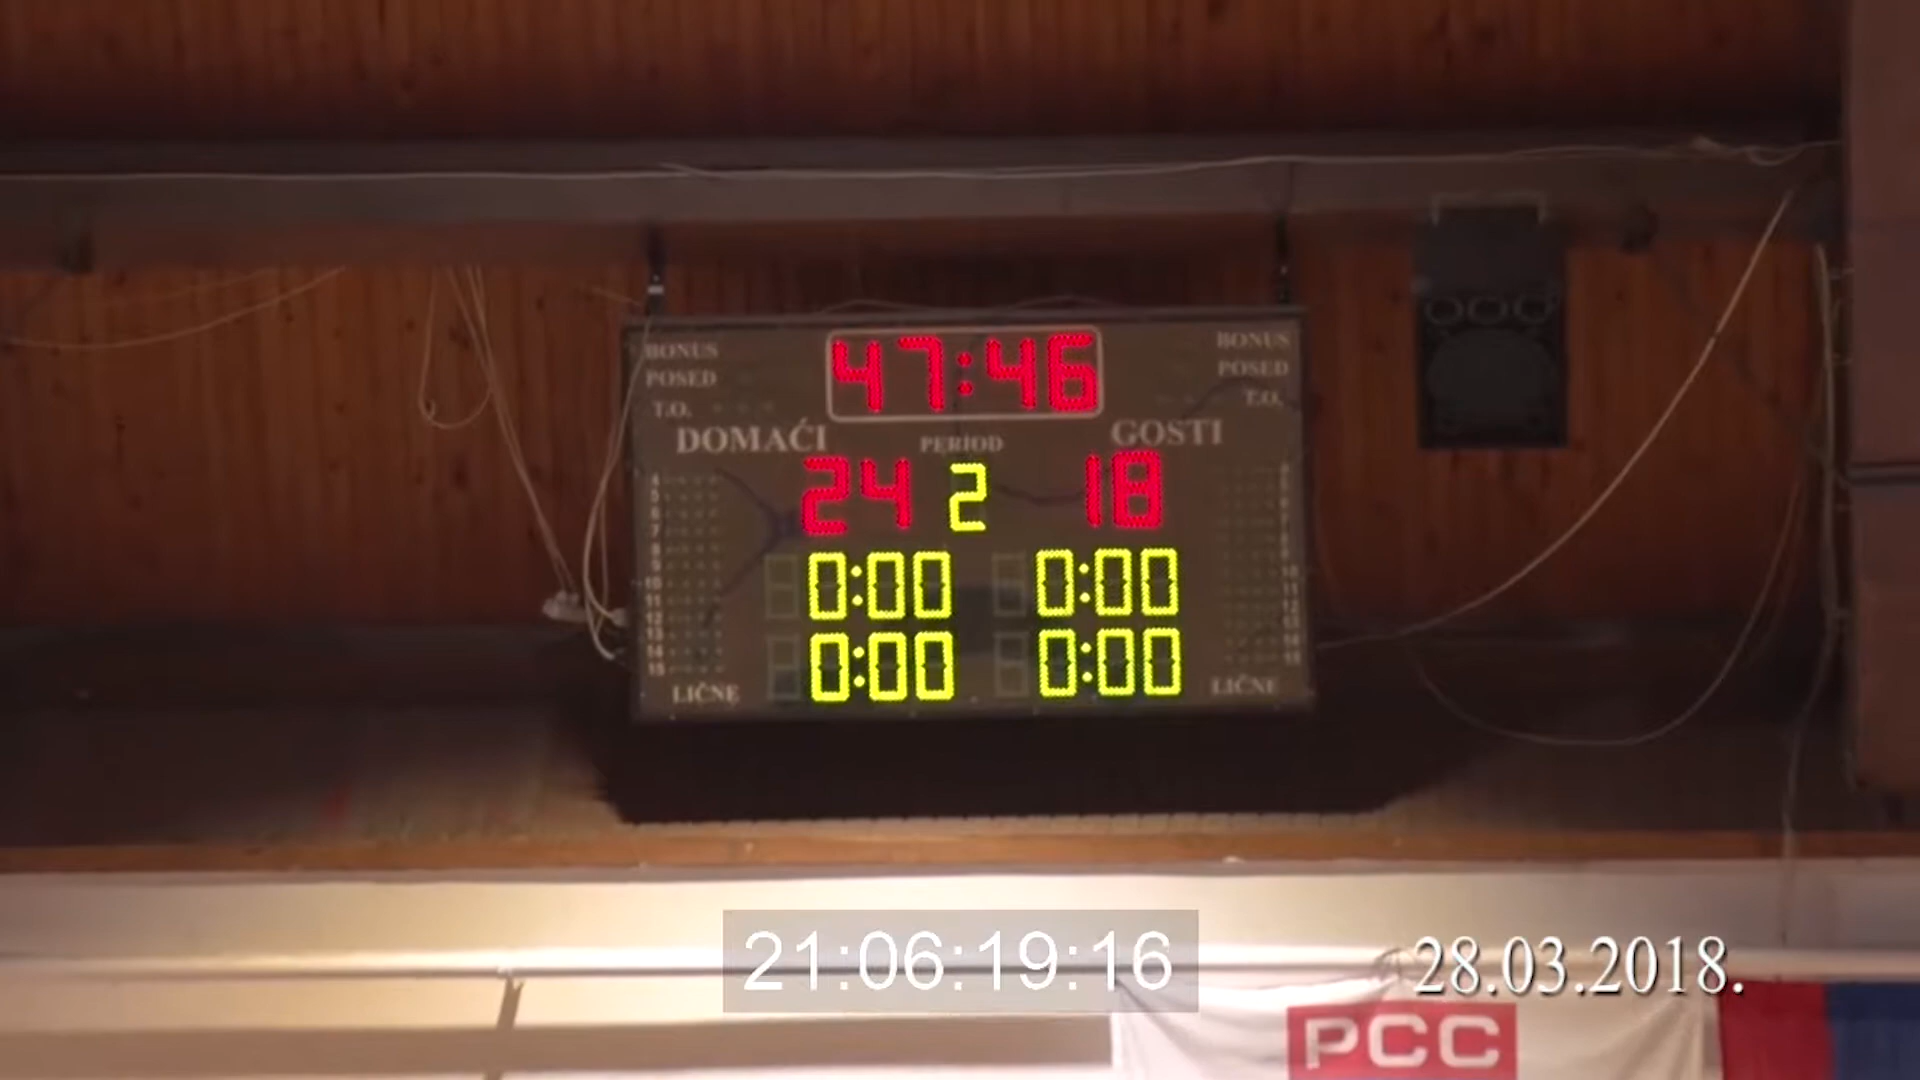 47:46
BONUS BONUS
POSED POSED
T.O. T.O.
DOMAĆI PERIOD GOSTI
24 2 18
0:00 0:00
0:00 0:00
LIČNE LIČNE
21:06:19:16
28.03.2018.
PCC